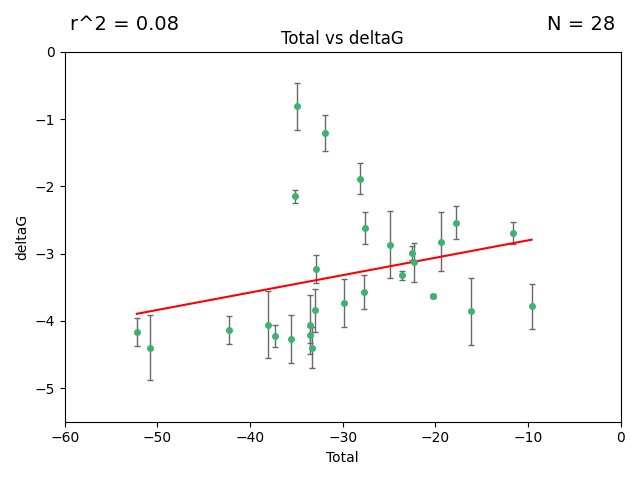 r^2 = 0.08
N = 28
Total vs deltaG
deltaG
0
−1
−2
−3
−4
−5
−60
−50
−40
−30
−20
−10
0
Total